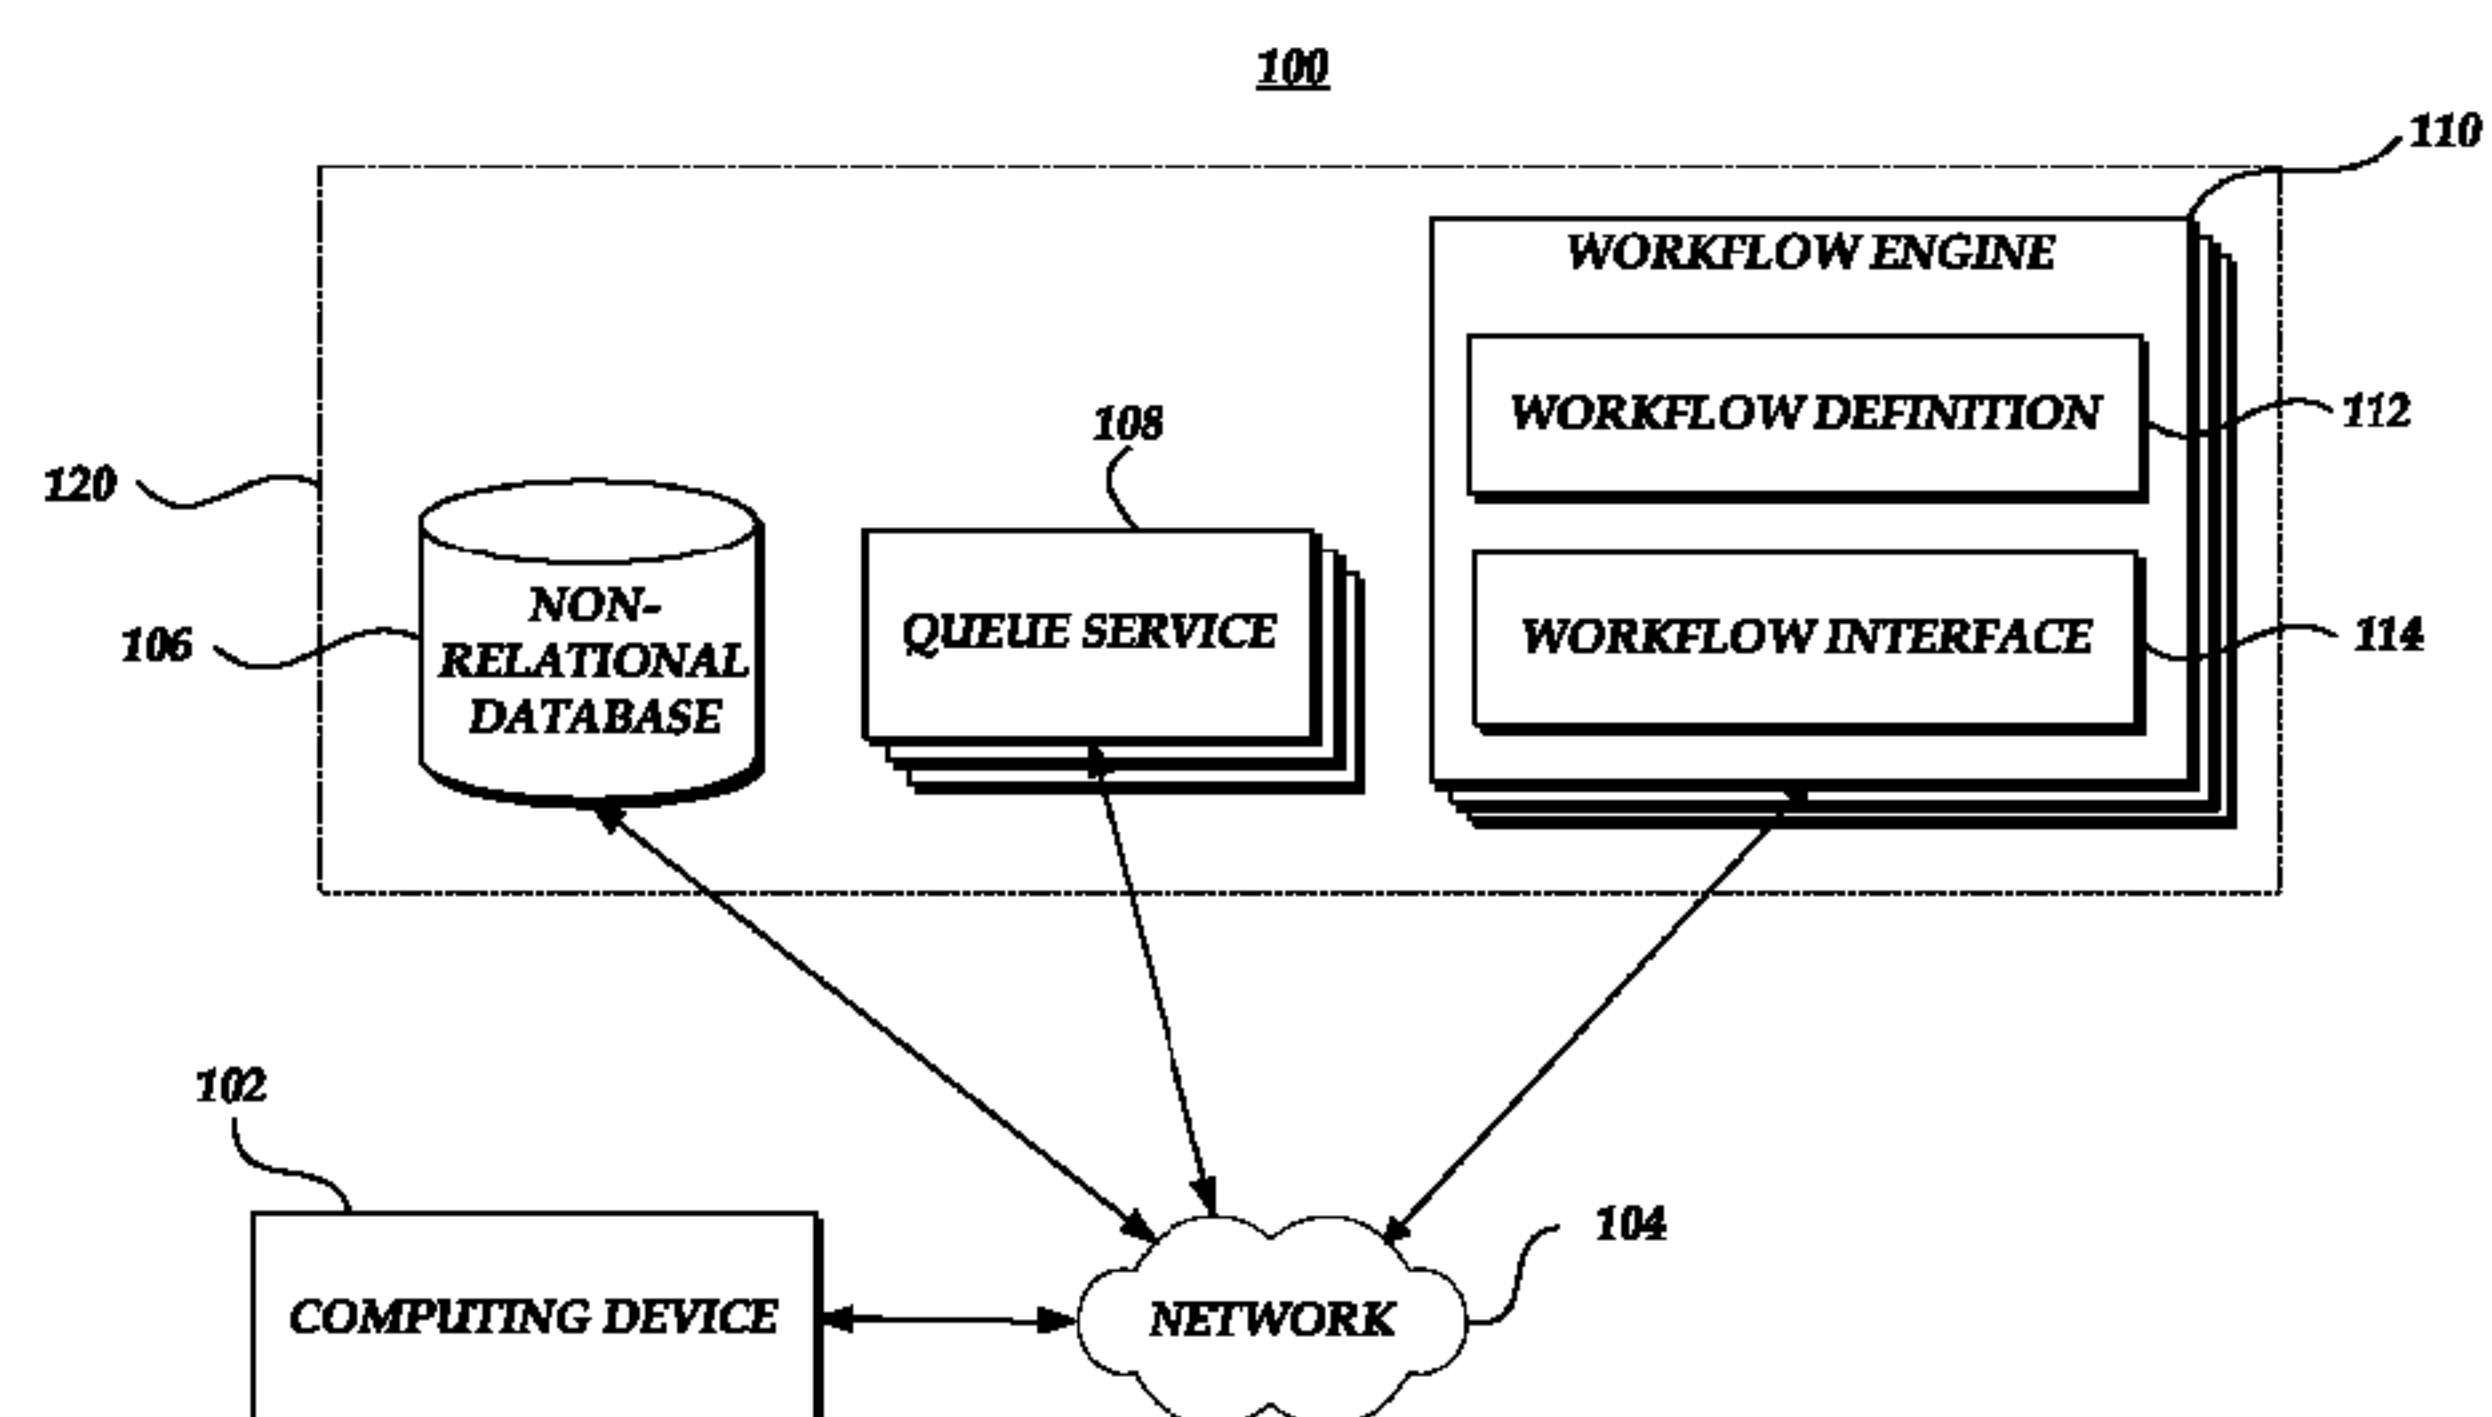 100
110
WORKFLOW ENGINE
WORKFLOW DEFINITION
112
108
120
NON-
RELATIONAL
DATABASE
106
QUEUE SERVICE
WORKFLOW INTERFACE
114
102
104
COMPUTING DEVICE
NETWORK